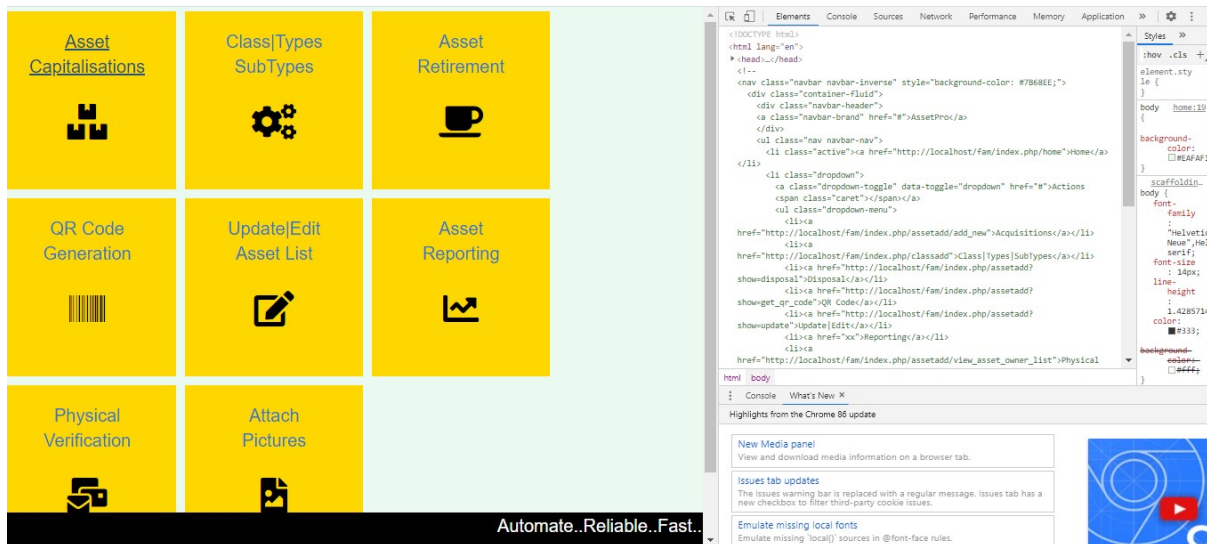 Asset
Capitalisations
Class|Types
SubTypes
Asset
Retirement
QR Code
Generation
Update|Edit
Asset List
Asset
Reporting
Physical
Verification
Attach
Pictures
Automate..Reliable..Fast..
Elements Console Sources Network Performance Memory Application »
<!DOCTYPE html>
<html lang="en">
<head>…</head>
<!--
<nav class="navbar navbar-inverse" style="background-color: #7B68EE;">
<div class="container-fluid">
<div class="navbar-header">
<a class="navbar-brand" href="#">AssetPro</a>
</div>
<ul class="nav navbar-nav">
<li class="active"><a href="http://localhost/fam/index.php/home">Home</a>
</li>
<li class="dropdown">
<a class="dropdown-toggle" data-toggle="dropdown" href="#">Actions
<span class="caret"></span></a>
<ul class="dropdown-menu">
<li><a
href="http://localhost/fam/index.php/assetadd/add_new">Acquisitions</a></li>
<li><a
href="http://localhost/fam/index.php/classadd">Class|Types|SubTypes</a></li>
<li><a href="http://localhost/fam/index.php/assetadd?
show=disposal">Disposal</a></li>
<li><a href="http://localhost/fam/index.php/assetadd?
show=get_qr_code">QR Code</a></li>
<li><a href="http://localhost/fam/index.php/assetadd?
show=update">Update|Edit</a></li>
<li><a href="xx">Reporting</a></li>
<li><a
href="http://localhost/fam/index.php/assetadd/view_asset_owner_list">Physical
html body
Styles »
:hov .cls +
element.sty
le {
}
body home:19
{
background-
color:
#EAFAF1
}
scaffoldin…
body {
font-
family
:
"Helvetic
Neue",Hel
serif;
font-size
: 14px;
line-
height
:
1.4285714
color:
#333;
background-
color:
#fff;
}
Console What's New ×
Highlights from the Chrome 86 update
New Media panel
View and download media information on a browser tab.
Issues tab updates
The issues warning bar is replaced with a regular message. Issues tab has a
new checkbox to filter third-party cookie issues.
Emulate missing local fonts
Emulate missing `local()` sources in @font-face rules.